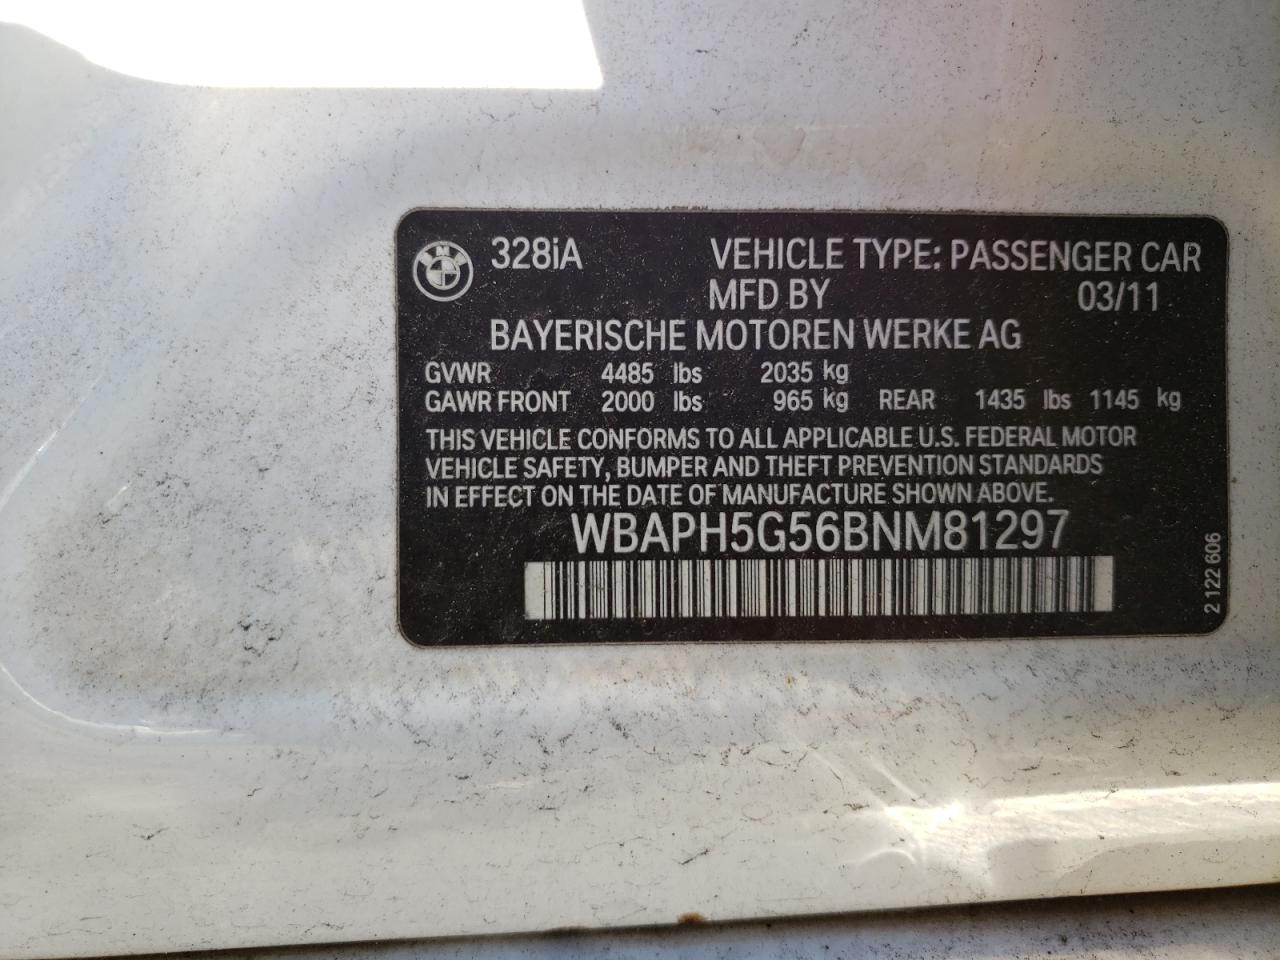 328iA VEHICLE TYPE: PASSENGER CAR
MFD BY 03/11
BAYERISCHE MOTOREN WERKE AG
GVWR 4485 lbs 2035 kg
GAWR FRONT 2000 lbs 965 kg REAR 1435 lbs 1145 kg
THIS VEHICLE CONFORMS TO ALL APPLICABLE U.S. FEDERAL MOTOR
VEHICLE SAFETY, BUMPER AND THEFT PREVENTION STANDARDS
IN EFFECT ON THE DATE OF MANUFACTURE SHOWN ABOVE.
WBAPH5G56BNM81297
2 122 606